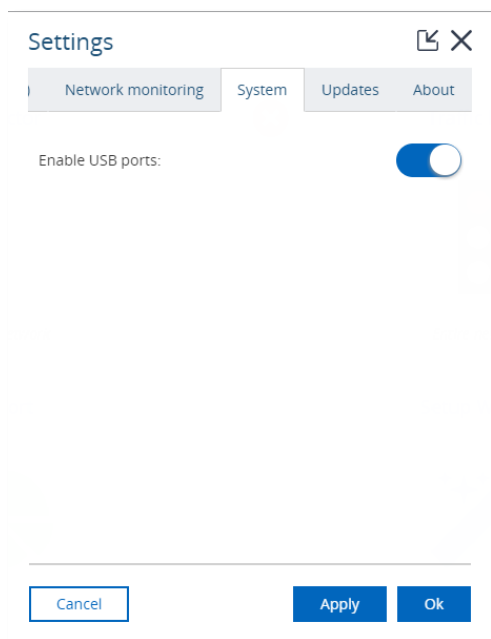 Settings
Network monitoring System Updates About
Enable USB ports:
Cancel Apply Ok